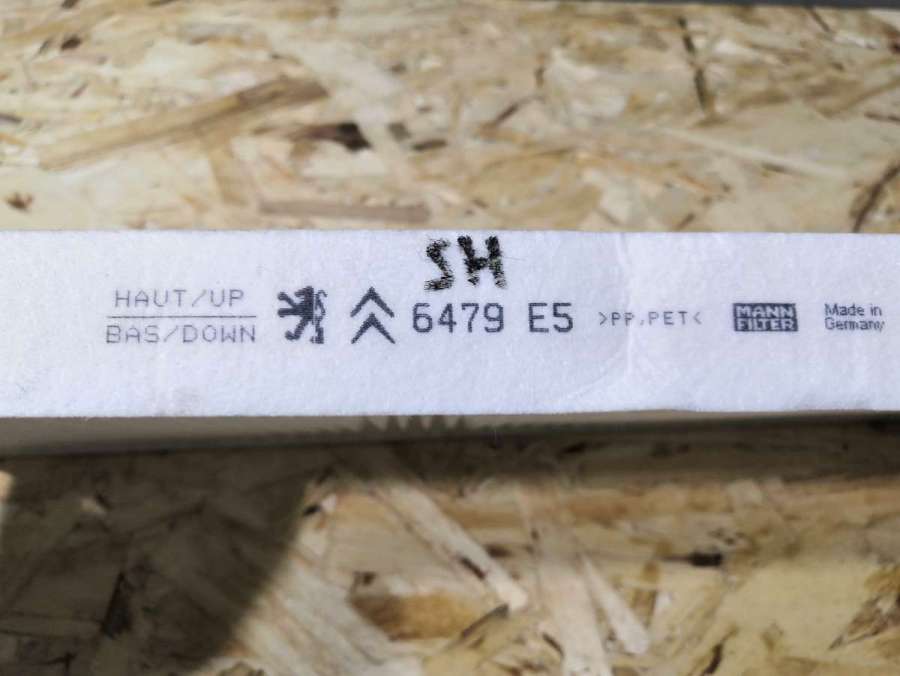 SH
HAUT/UP
BAS/DOWN
6479 E5
>PP.PET<
MANN
FILTER
Made in
Germany